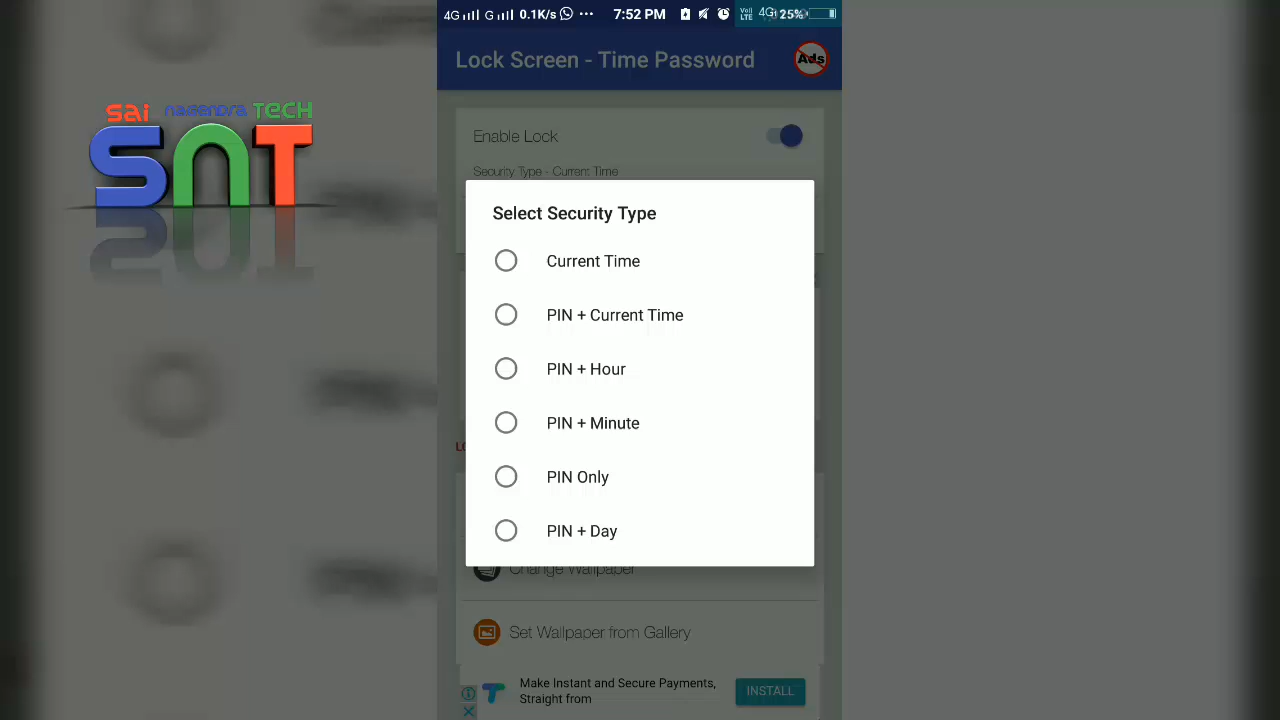 sai nagendra TECH
SNT
4G G 0.1K/s ... 7:52 PM VoLTE 4G 25%
Lock Screen - Time Password
Ads
Enable Lock
Security Type - Current Time
Select Security Type
Current Time
PIN + Current Time
PIN + Hour
PIN + Minute
PIN Only
PIN + Day
Change Wallpaper
Set Wallpaper from Gallery
Make Instant and Secure Payments,
Straight from
INSTALL